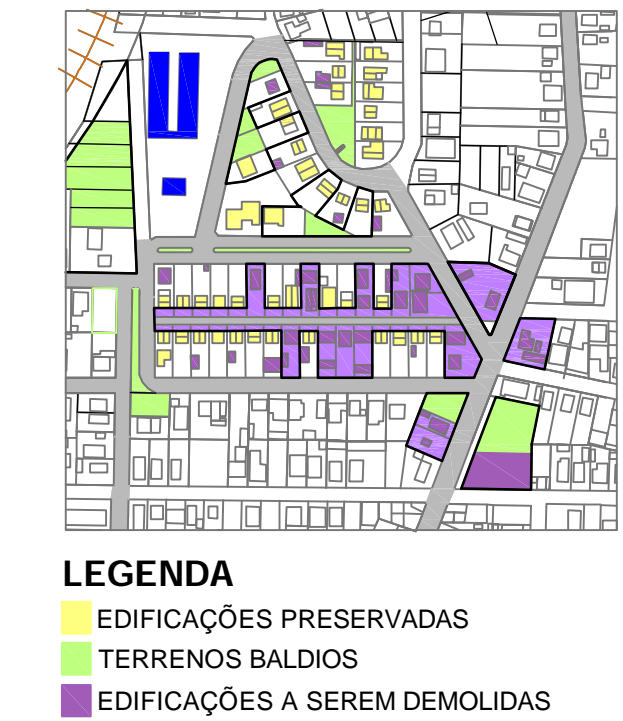 LEGENDA
EDIFICAÇÕES PRESERVADAS
TERRENOS BALDIOS
EDIFICAÇÕES A SEREM DEMOLIDAS